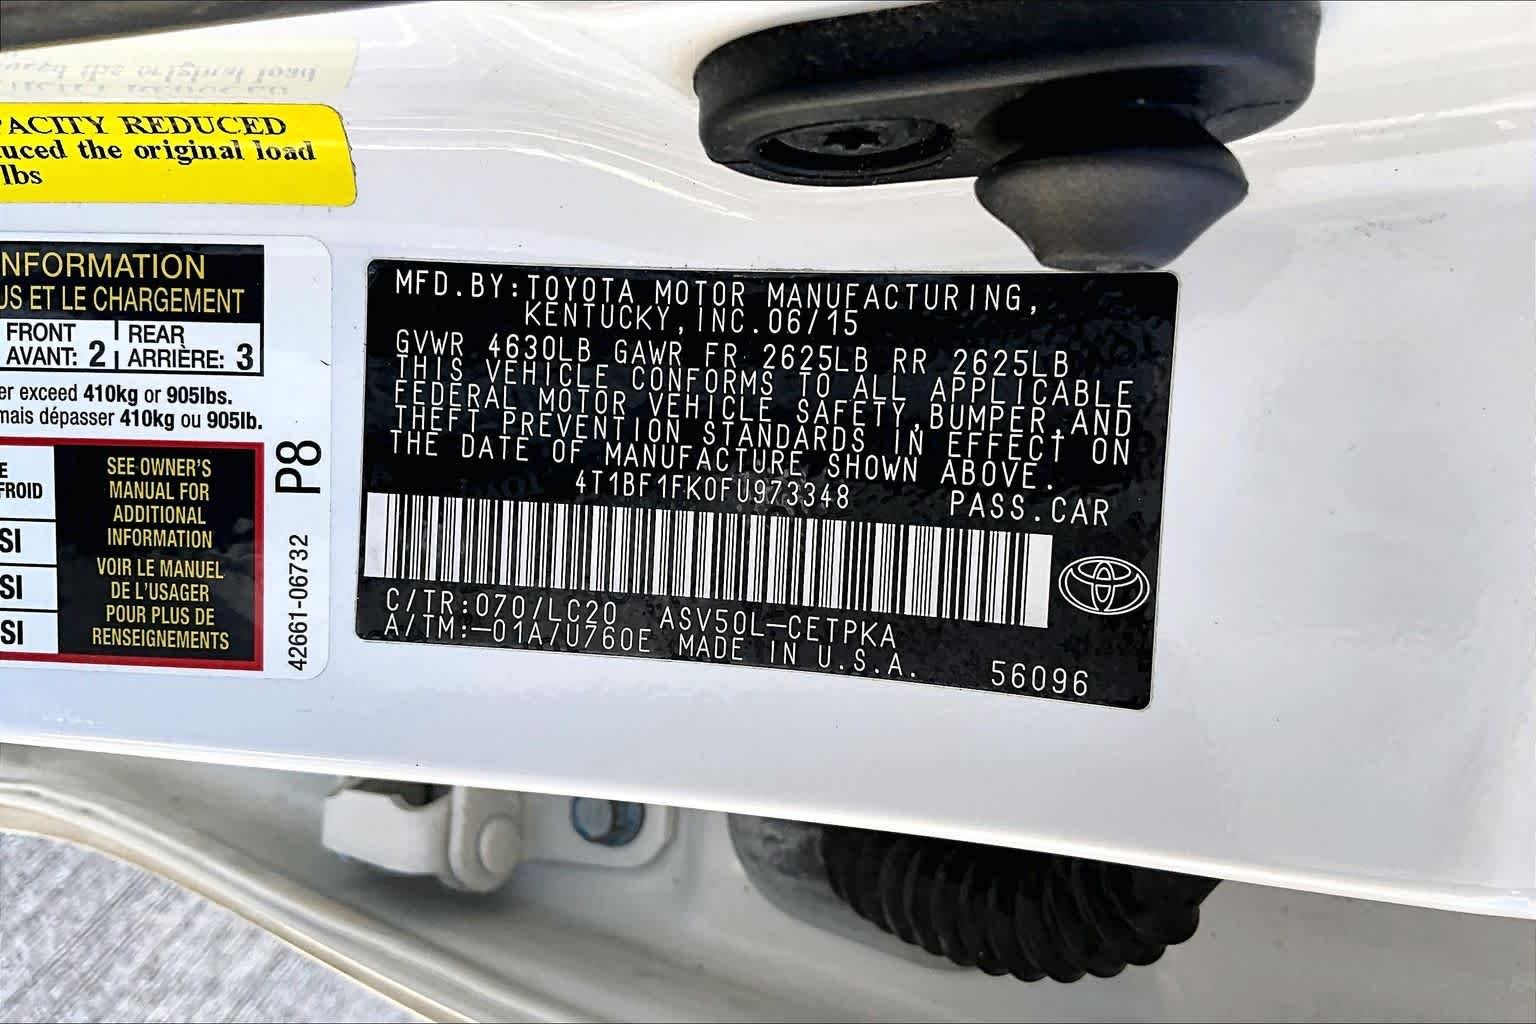 PACITY REDUCED
uced the original load
lbs
NFORMATION
US ET LE CHARGEMENT
FRONT
AVANT: 2
REAR
ARRIÈRE: 3
er exceed 410kg or 905lbs.
mais dépasser 410kg ou 905lb.
E
FROID
SI
SI
SI
SEE OWNER'S
MANUAL FOR
ADDITIONAL
INFORMATION
VOIR LE MANUEL
DE L'USAGER
POUR PLUS DE
RENSEIGNEMENTS
P8
42661-06732
MFD.BY:TOYOTA MOTOR MANUFACTURING,
KENTUCKY,INC.06/15
GVWR 4630LB GAWR FR 2625LB RR 2625LB
THIS VEHICLE CONFORMS TO ALL APPLICABLE
FEDERAL MOTOR VEHICLE SAFETY,BUMPER,AND
THEFT PREVENTION STANDARDS IN EFFECT ON
THE DATE OF MANUFACTURE SHOWN ABOVE.
4T1BF1FK0FU973348 PASS.CAR
C/TR:070/LC20 ASV50L-CETPKA
A/TM:-01A/U760E MADE IN U.S.A. 56096